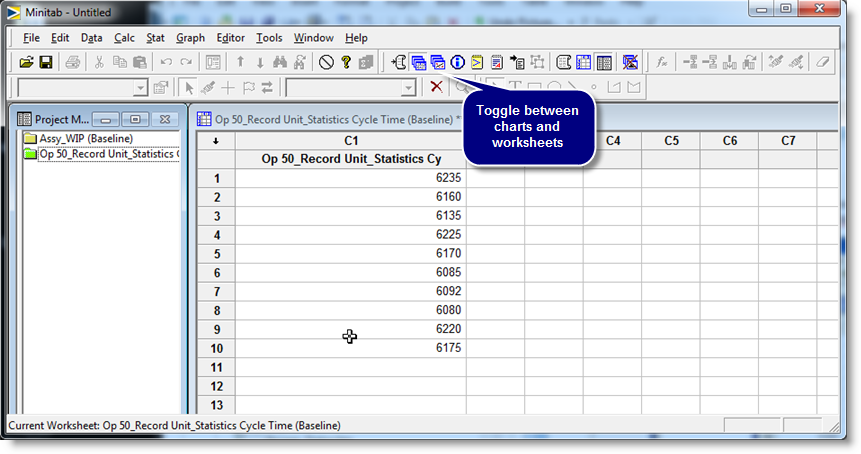 Minitab - Untitled
File Edit Data Calc Stat Graph Editor Tools Window Help
Project M...
Op 50_Record Unit_Statistics Cycle Time (Baseline) *
Toggle between
charts and
worksheets
Assy_WIP (Baseline)
Op 50_Record Unit_Statistics C
C1 C4 C5 C6 C7
Op 50_Record Unit_Statistics Cy
1 6235
2 6160
3 6135
4 6225
5 6170
6 6085
7 6092
8 6080
9 6220
10 6175
11
12
13
Current Worksheet: Op 50_Record Unit_Statistics Cycle Time (Baseline)